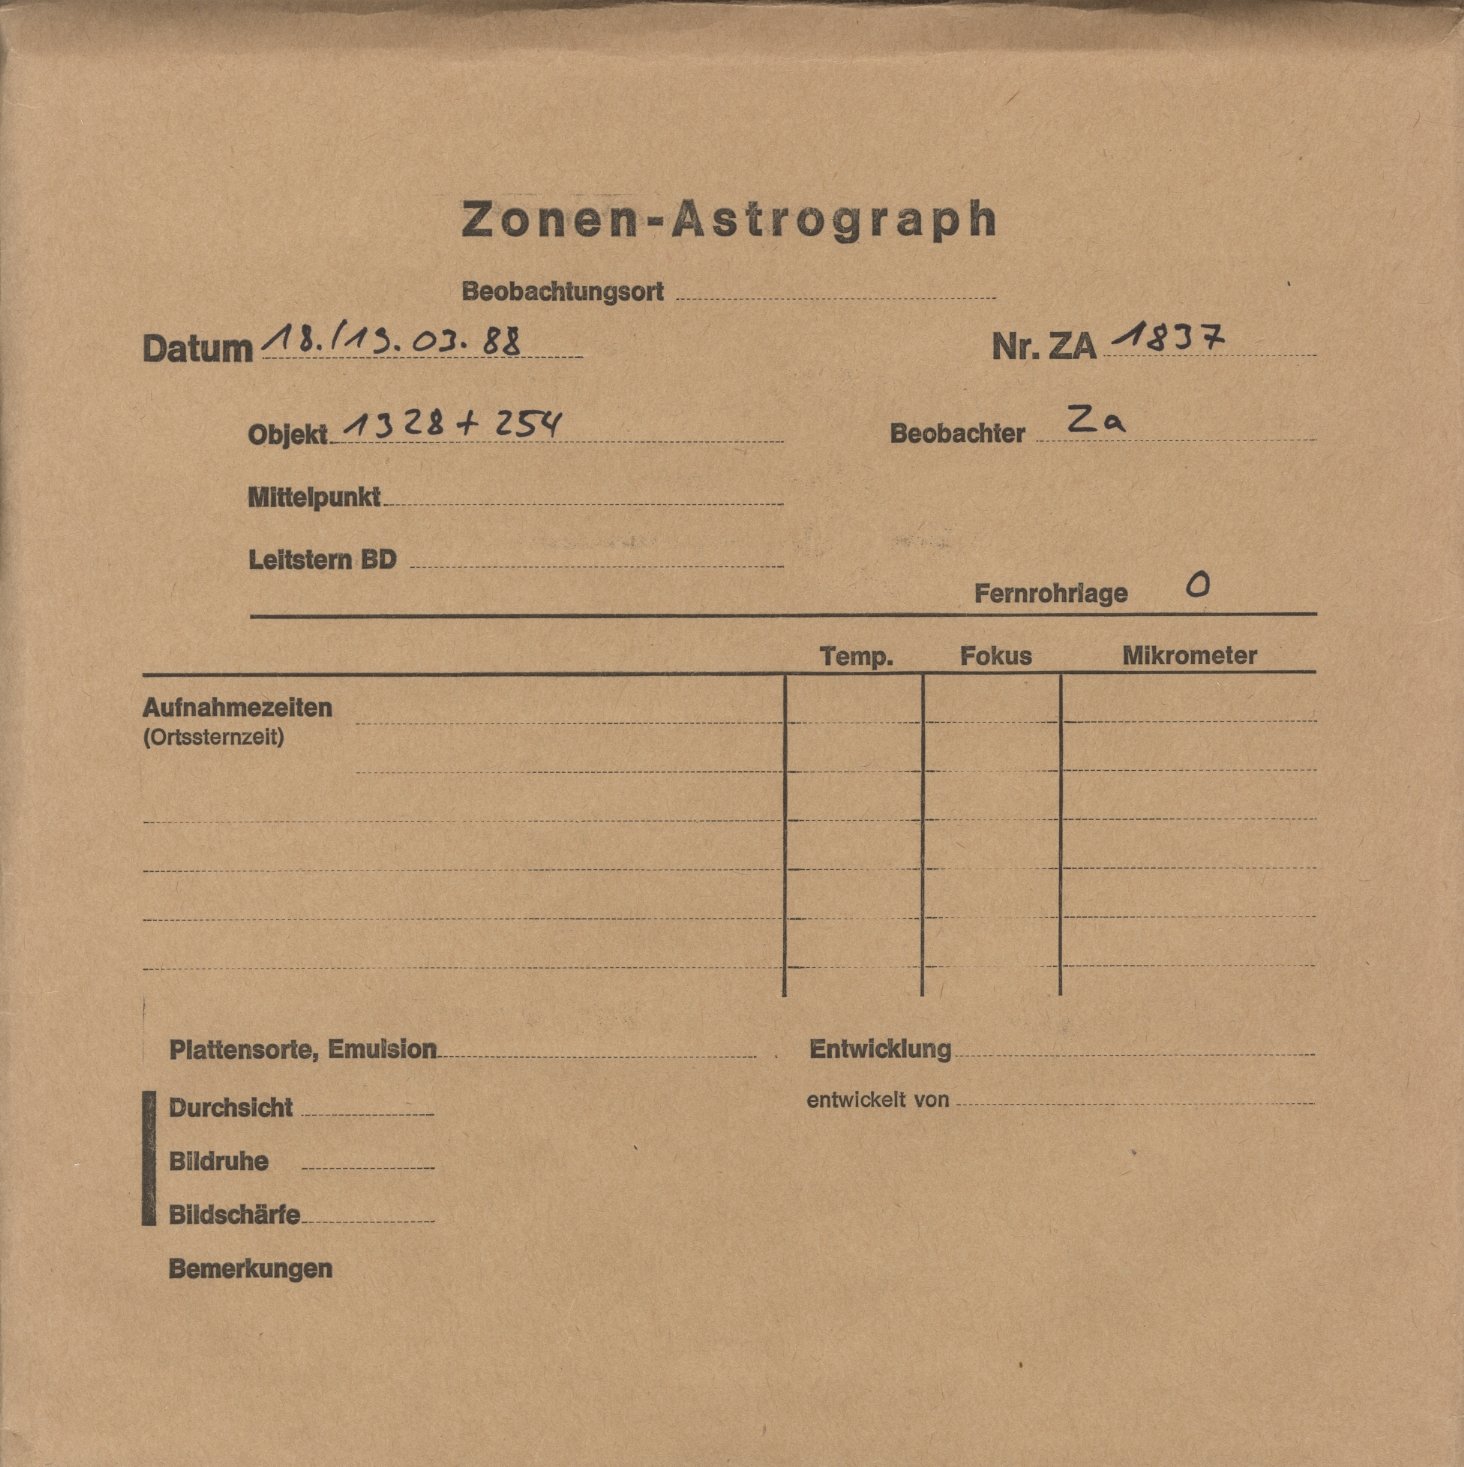 Zonen-Astrograph
Beobachtungsort
Datum 18./19.03.88
Nr. ZA 1837
Objekt 1328+254
Beobachter Za
Mittelpunkt
Leitstern BD
Fernrohrlage O
Temp. Fokus Mikrometer
Aufnahmezeiten
(Ortssternzeit)
Plattensorte, Emulsion
Entwicklung
Durchsicht
entwickelt von
Bildruhe
Bildschärfe
Bemerkungen